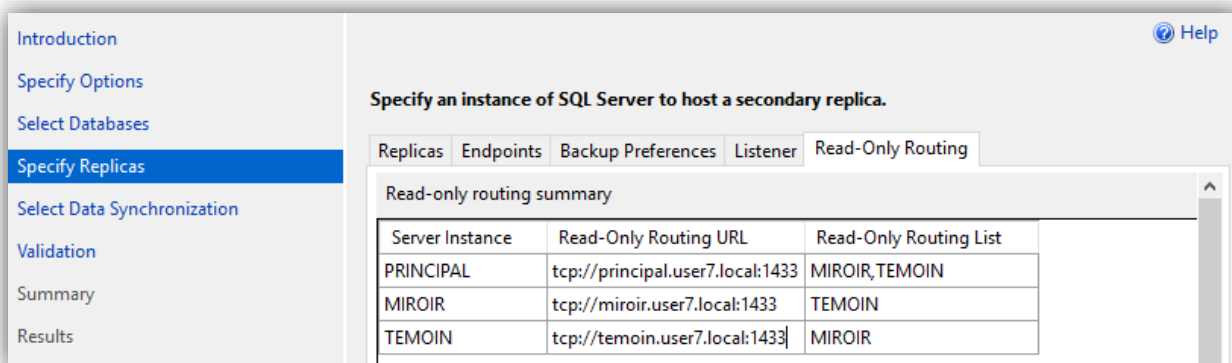 Introduction
Specify Options
Select Databases
Specify Replicas
Select Data Synchronization
Validation
Summary
Results
Help
Specify an instance of SQL Server to host a secondary replica.
Replicas Endpoints Backup Preferences Listener Read-Only Routing
Read-only routing summary
Server Instance Read-Only Routing URL Read-Only Routing List
PRINCIPAL tcp://principal.user7.local:1433 MIROIR,TEMOIN
MIROIR tcp://miroir.user7.local:1433 TEMOIN
TEMOIN tcp://temoin.user7.local:1433 MIROIR